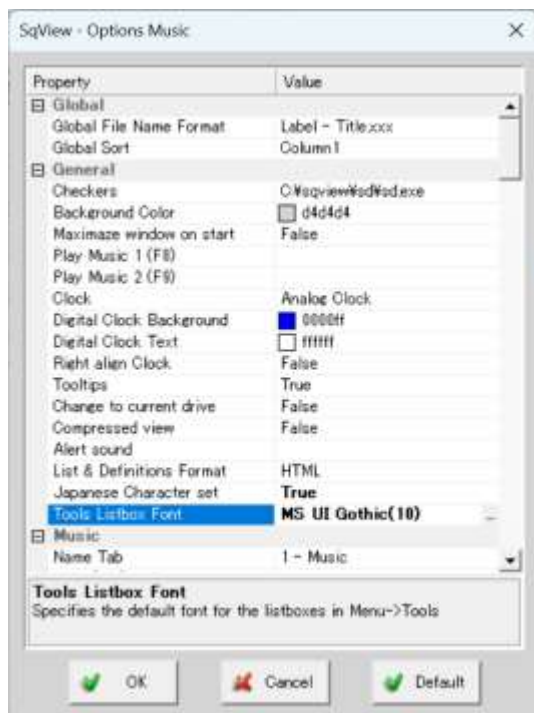 SqView - Options Music
Property Value
Global
Global File Name Format Label - Title.xxx
Global Sort Column1
General
Checkers C:¥sqview¥sd¥sd.exe
Background Color d4d4d4
Maximaze window on start False
Play Music 1 (F8)
Play Music 2 (F9)
Clock Analog Clock
Digital Clock Background 0000ff
Digital Clock Text ffffff
Right align Clock False
Tooltips True
Change to current drive False
Compressed view False
Alert sound
List & Definitions Format HTML
Japanese Character set True
Tools Listbox Font MS UI Gothic(10) ...
Music
Name Tab 1 - Music
Tools Listbox Font
Specifies the default font for the listboxes in Menu->Tools
OK Cancel Default